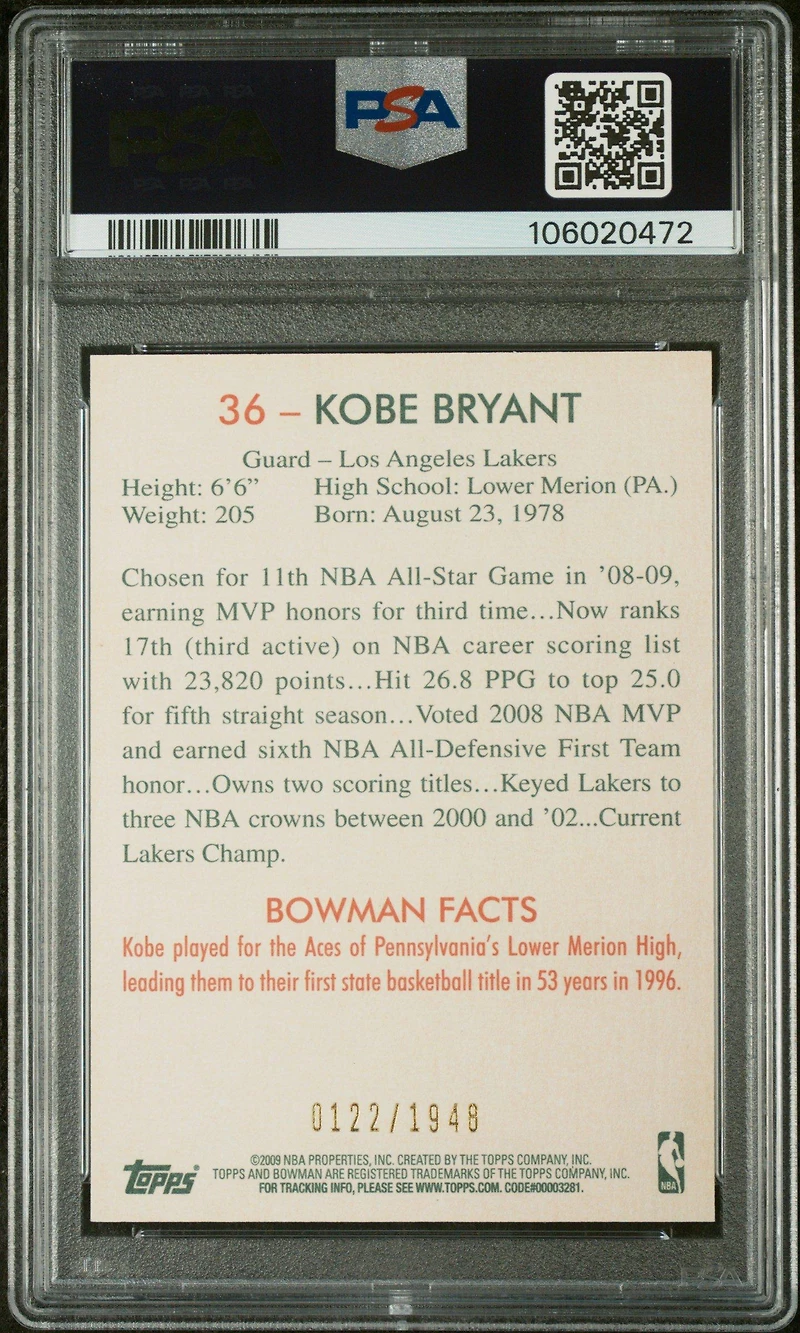 PSA
106020472
36 – KOBE BRYANT
Guard – Los Angeles Lakers
Height: 6'6” High School: Lower Merion (PA.)
Weight: 205 Born: August 23, 1978
Chosen for 11th NBA All-Star Game in ’08-09,
earning MVP honors for third time...Now ranks
17th (third active) on NBA career scoring list
with 23,820 points...Hit 26.8 PPG to top 25.0
for fifth straight season...Voted 2008 NBA MVP
and earned sixth NBA All-Defensive First Team
honor...Owns two scoring titles...Keyed Lakers to
three NBA crowns between 2000 and ’02...Current
Lakers Champ.
BOWMAN FACTS
Kobe played for the Aces of Pennsylvania's Lower Merion High,
leading them to their first state basketball title in 53 years in 1996.
0122/1948
©2009 NBA PROPERTIES, INC. CREATED BY THE TOPPS COMPANY, INC.
TOPPS AND BOWMAN ARE REGISTERED TRADEMARKS OF THE TOPPS COMPANY, INC.
FOR TRACKING INFO, PLEASE SEE WWW.TOPPS.COM. CODE#00003281.
topps®
NBA